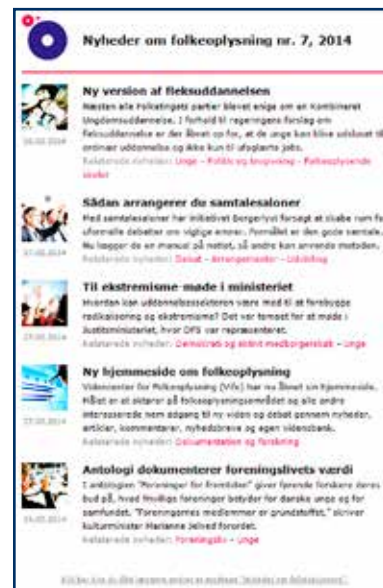 Nyheder om folkeoplysning nr. 7, 2014
Ny version af fleksuddannelsen
Næsten alle Folketingets partier blevet enige om en Kombineret
Ungdomsuddannelse. I forhold til regeringens forslag om
fleksuddannelse er der åbnet op for, at de unge kan blive udsluset til
ordinær uddannelse og ikke kun til ufaglærte jobs.
Relaterede nyheder: Unge - Politik og lovgivning - Folkeoplysende
skoler
Sådan arrangerer du samtalesaloner
Med samtalesaloner har initiativet Borgerlyst forsøgt at skabe rum fo
uformelle debatter om vigtige emner. Formålet er den gode samtale.
Nu lægger de en manual på nettet, så andre kan anvende metoden.
Relaterede nyheder: Debat - Arrangementer - Udvikling
27.02.2014
Til ekstremisme-møde i ministeriet
Hvordan kan uddannelsessektoren være med til at forebygge
radikalisering og ekstremisme? Det var temaet for et møde i
Justitsministeriet, hvor DFS var repræsenteret.
Relaterede nyheder: Demokrati og aktivt medborgerskab - Unge
Ny hjemmeside om folkeoplysning
Videncenter for Folkeoplysning (Vifo) har nu åbnet sin hjemmeside.
Målet er at aktører på folkeoplysningsområdet og alle andre
interesserede nem adgang til ny viden og debat gennem nyheder,
artikler, kommentarer, nyhedsbreve og egen vidensbank.
Relaterede nyheder: Dokumentation og forskning
Antologi dokumenterer foreningslivets værdi
I antologien "Foreninger for fremtiden" giver førende forskere deres
bud på, hvad frivillige foreninger betyder for danske unge og for
samfundet. "Foreningernes medlemmer er grundstoffet," skriver
kulturminister Marianne Jelved forordet.
Relaterede nyheder: Foreningsliv - Unge